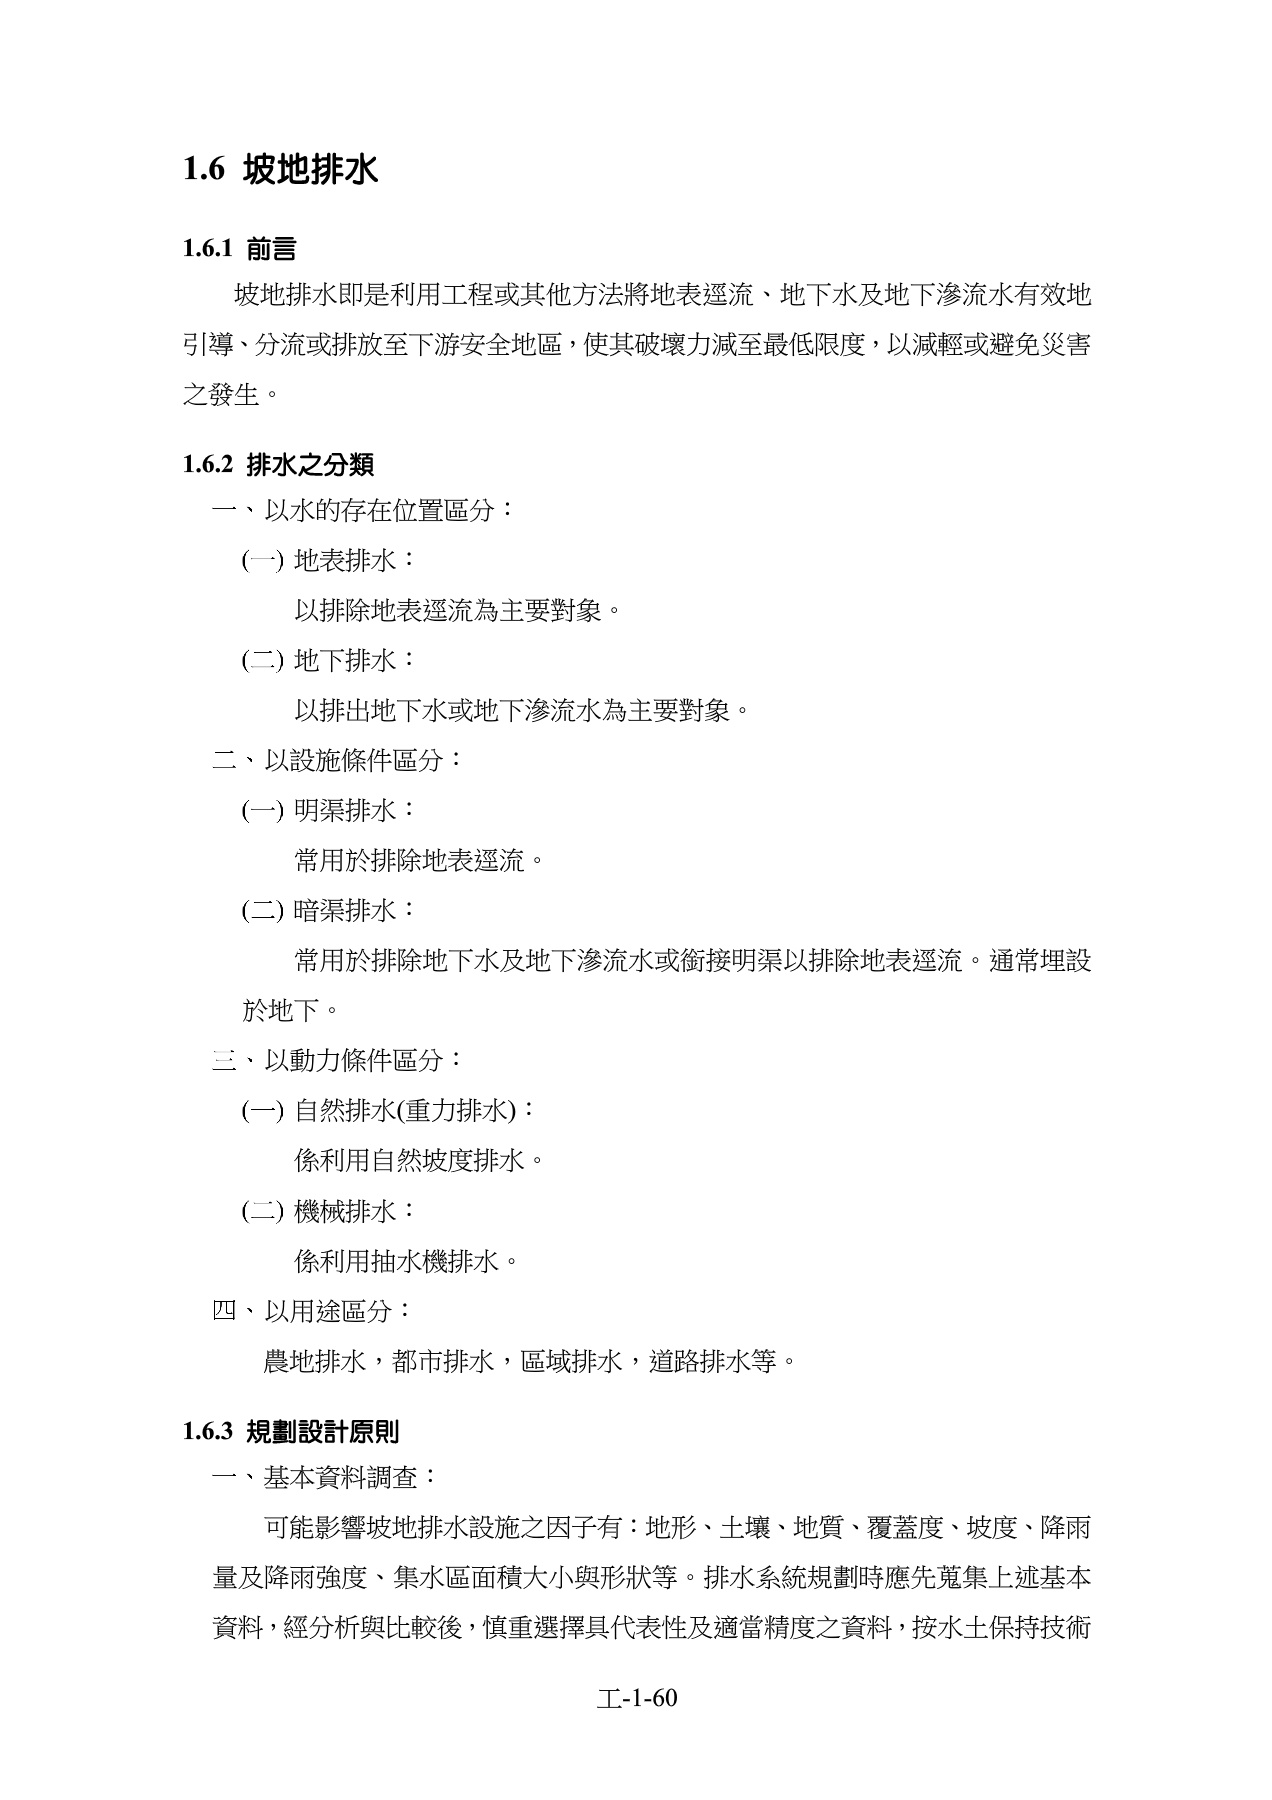 1.6 坡地排水
1.6.1 前言
坡地排水即是利用工程或其他方法將地表逕流、地下水及地下滲流水有效地
引導、分流或排放至下游安全地區，使其破壞力減至最低限度，以減輕或避免災害
之發生。
1.6.2 排水之分類
一、以水的存在位置區分：
(一) 地表排水：
以排除地表逕流為主要對象。
(二) 地下排水：
以排出地下水或地下滲流水為主要對象。
二、以設施條件區分：
(一) 明渠排水：
常用於排除地表逕流。
(二) 暗渠排水：
常用於排除地下水及地下滲流水或銜接明渠以排除地表逕流。通常埋設
於地下。
三、以動力條件區分：
(一) 自然排水(重力排水)：
係利用自然坡度排水。
(二) 機械排水：
係利用抽水機排水。
四、以用途區分：
農地排水，都市排水，區域排水，道路排水等。
1.6.3 規劃設計原則
一、基本資料調查：
可能影響坡地排水設施之因子有：地形、土壤、地質、覆蓋度、坡度、降雨
量及降雨強度、集水區面積大小與形狀等。排水系統規劃時應先蒐集上述基本
資料，經分析與比較後，慎重選擇具代表性及適當精度之資料，按水土保持技術
工-1-60